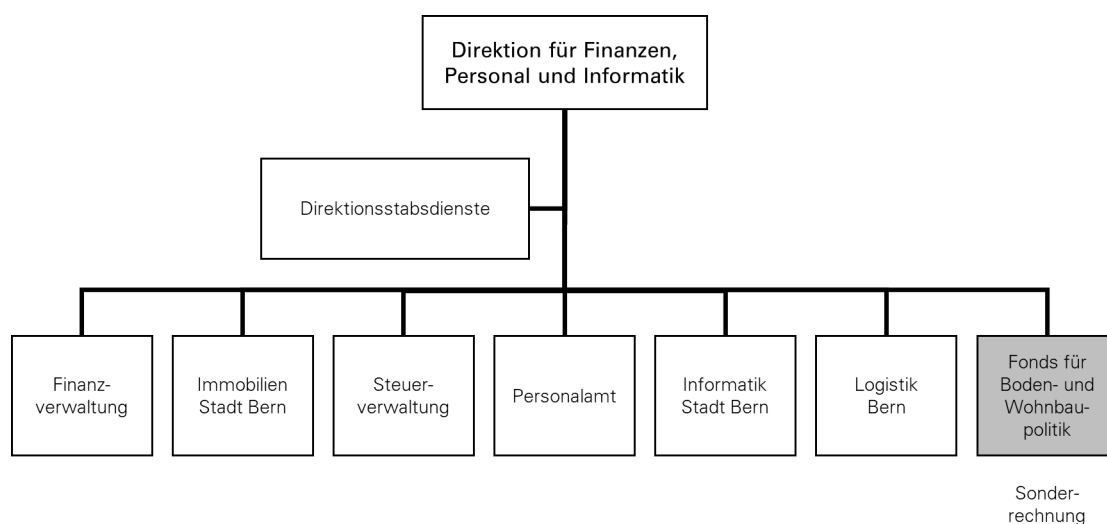 Direktion für Finanzen,
Personal und Informatik
Direktionsstabsdienste
Finanz-
verwaltung
Immobilien
Stadt Bern
Steuer-
verwaltung
Personalamt
Informatik
Stadt Bern
Logistik
Bern
Fonds für
Boden- und
Wohnbau-
politik
Sonder-
rechnung